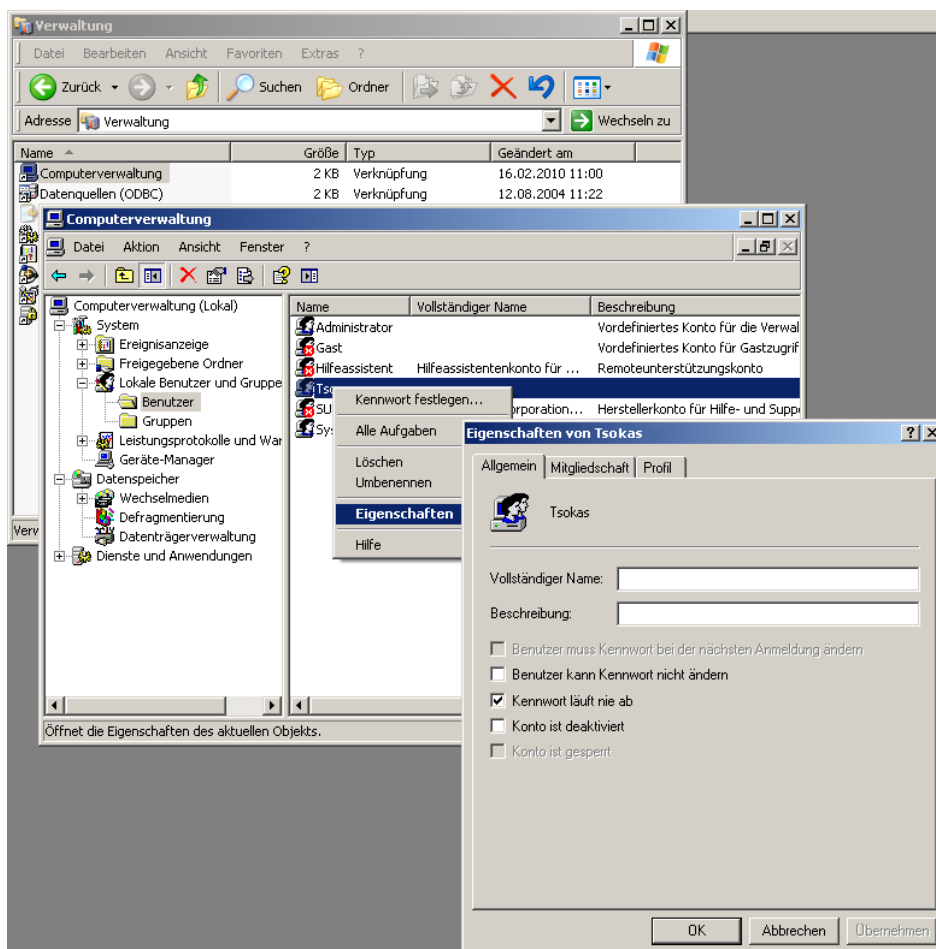 Verwaltung
Datei Bearbeiten Ansicht Favoriten Extras ?
Zurück Suchen Ordner
Adresse Verwaltung Wechseln zu
Name Größe Typ Geändert am
Computerverwaltung 2 KB Verknüpfung 16.02.2010 11:00
Datenquellen (ODBC) 2 KB Verknüpfung 12.08.2004 11:22
Verw
Computerverwaltung
Datei Aktion Ansicht Fenster ?
Computerverwaltung (Lokal)
System
Ereignisanzeige
Freigegebene Ordner
Lokale Benutzer und Gruppe
Benutzer
Gruppen
Leistungsprotokolle und War
Geräte-Manager
Datenspeicher
Wechselmedien
Defragmentierung
Datenträgerverwaltung
Dienste und Anwendungen
Name Vollständiger Name Beschreibung
Administrator Vordefiniertes Konto für die Verwal
Gast Vordefiniertes Konto für Gastzugrif
Hilfeassistent Hilfeassistentenkonto für ... Remoteunterstützungskonto
Tso
SU orporation... Herstellerkonto für Hilfe- und Supp
Sy
Kennwort festlegen...
Alle Aufgaben
Löschen
Umbenennen
Eigenschaften
Hilfe
Öffnet die Eigenschaften des aktuellen Objekts.
Eigenschaften von Tsokas
Allgemein Mitgliedschaft Profil
Tsokas
Vollständiger Name:
Beschreibung:
Benutzer muss Kennwort bei der nächsten Anmeldung ändern
Benutzer kann Kennwort nicht ändern
Kennwort läuft nie ab
Konto ist deaktiviert
Konto ist gesperrt
OK Abbrechen Übernehmen